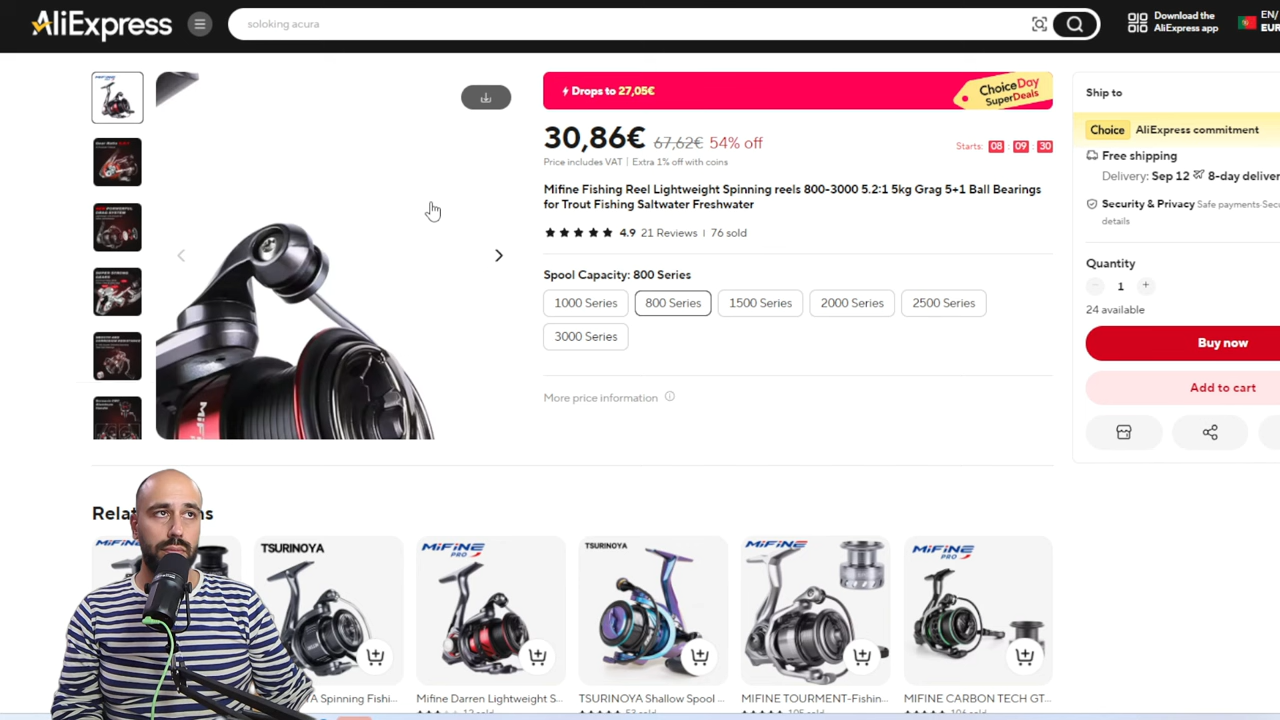 AliExpress
soloking acura
Download the
AliExpress app
EN/
EUR
Drops to 27,05€
ChoiceDay
SuperDeals
30,86€ 67,62€ 54% off
Starts: 08 : 09 : 30
Price includes VAT | Extra 1% off with coins
Mifine Fishing Reel Lightweight Spinning reels 800-3000 5.2:1 5kg Grag 5+1 Ball Bearings
for Trout Fishing Saltwater Freshwater
4.9 21 Reviews | 76 sold
Spool Capacity: 800 Series
1000 Series
800 Series
1500 Series
2000 Series
2500 Series
3000 Series
More price information
Ship to
Choice AliExpress commitment
Free shipping
Delivery: Sep 12 8-day deliver
Security & Privacy Safe payments·Sec
details
Quantity
1
24 available
Buy now
Add to cart
MiFiNE
TSURINOYA
MiFiNE PRO
TSURINOYA
MiFiNE
MiFiNE PRO
YA Spinning Fishi...
Mifine Darren Lightweight S...
TSURINOYA Shallow Spool ...
MIFINE TOURMENT-Fishin...
MIFINE CARBON TECH GT...